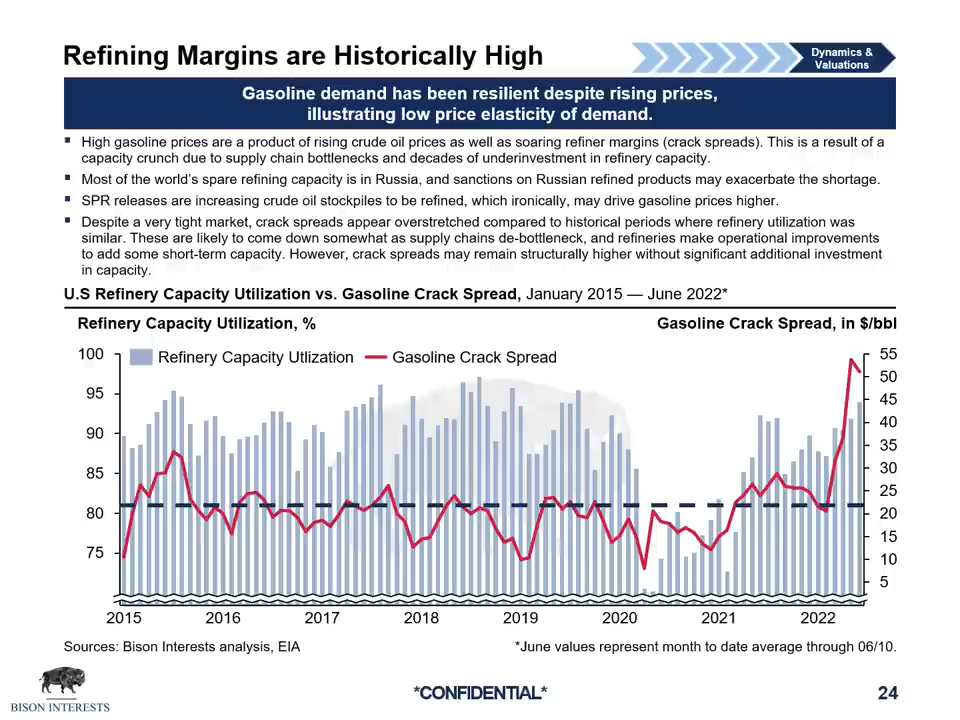 Refining Margins are Historically High
Dynamics &
Valuations
Gasoline demand has been resilient despite rising prices,
illustrating low price elasticity of demand.
▪ High gasoline prices are a product of rising crude oil prices as well as soaring refiner margins (crack spreads). This is a result of a
capacity crunch due to supply chain bottlenecks and decades of underinvestment in refinery capacity.
▪ Most of the world's spare refining capacity is in Russia, and sanctions on Russian refined products may exacerbate the shortage.
▪ SPR releases are increasing crude oil stockpiles to be refined, which ironically, may drive gasoline prices higher.
▪ Despite a very tight market, crack spreads appear overstretched compared to historical periods where refinery utilization was
similar. These are likely to come down somewhat as supply chains de-bottleneck, and refineries make operational improvements
to add some short-term capacity. However, crack spreads may remain structurally higher without significant additional investment
in capacity.
U.S Refinery Capacity Utilization vs. Gasoline Crack Spread, January 2015 — June 2022*
Refinery Capacity Utilization, % Gasoline Crack Spread, in $/bbl
Refinery Capacity Utlization Gasoline Crack Spread
100
95
90
85
80
75
55
50
45
40
35
30
25
20
15
10
5
2015 2016 2017 2018 2019 2020 2021 2022
Sources: Bison Interests analysis, EIA *June values represent month to date average through 06/10.
BISON INTERESTS
*CONFIDENTIAL*
24